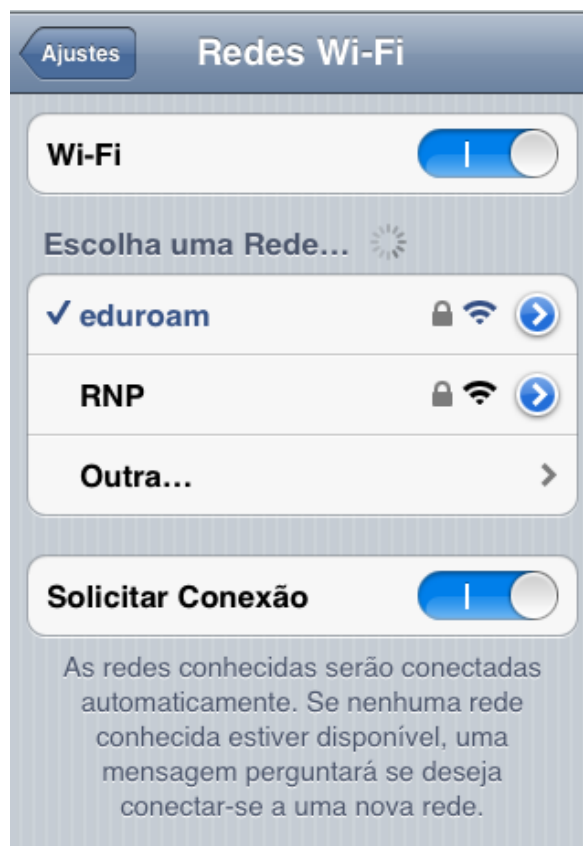 Ajustes
Redes Wi-Fi
Wi-Fi
Escolha uma Rede...
eduroam
RNP
Outra...
Solicitar Conexão
As redes conhecidas serão conectadas
automaticamente. Se nenhuma rede
conhecida estiver disponível, uma
mensagem perguntará se deseja
conectar-se a uma nova rede.